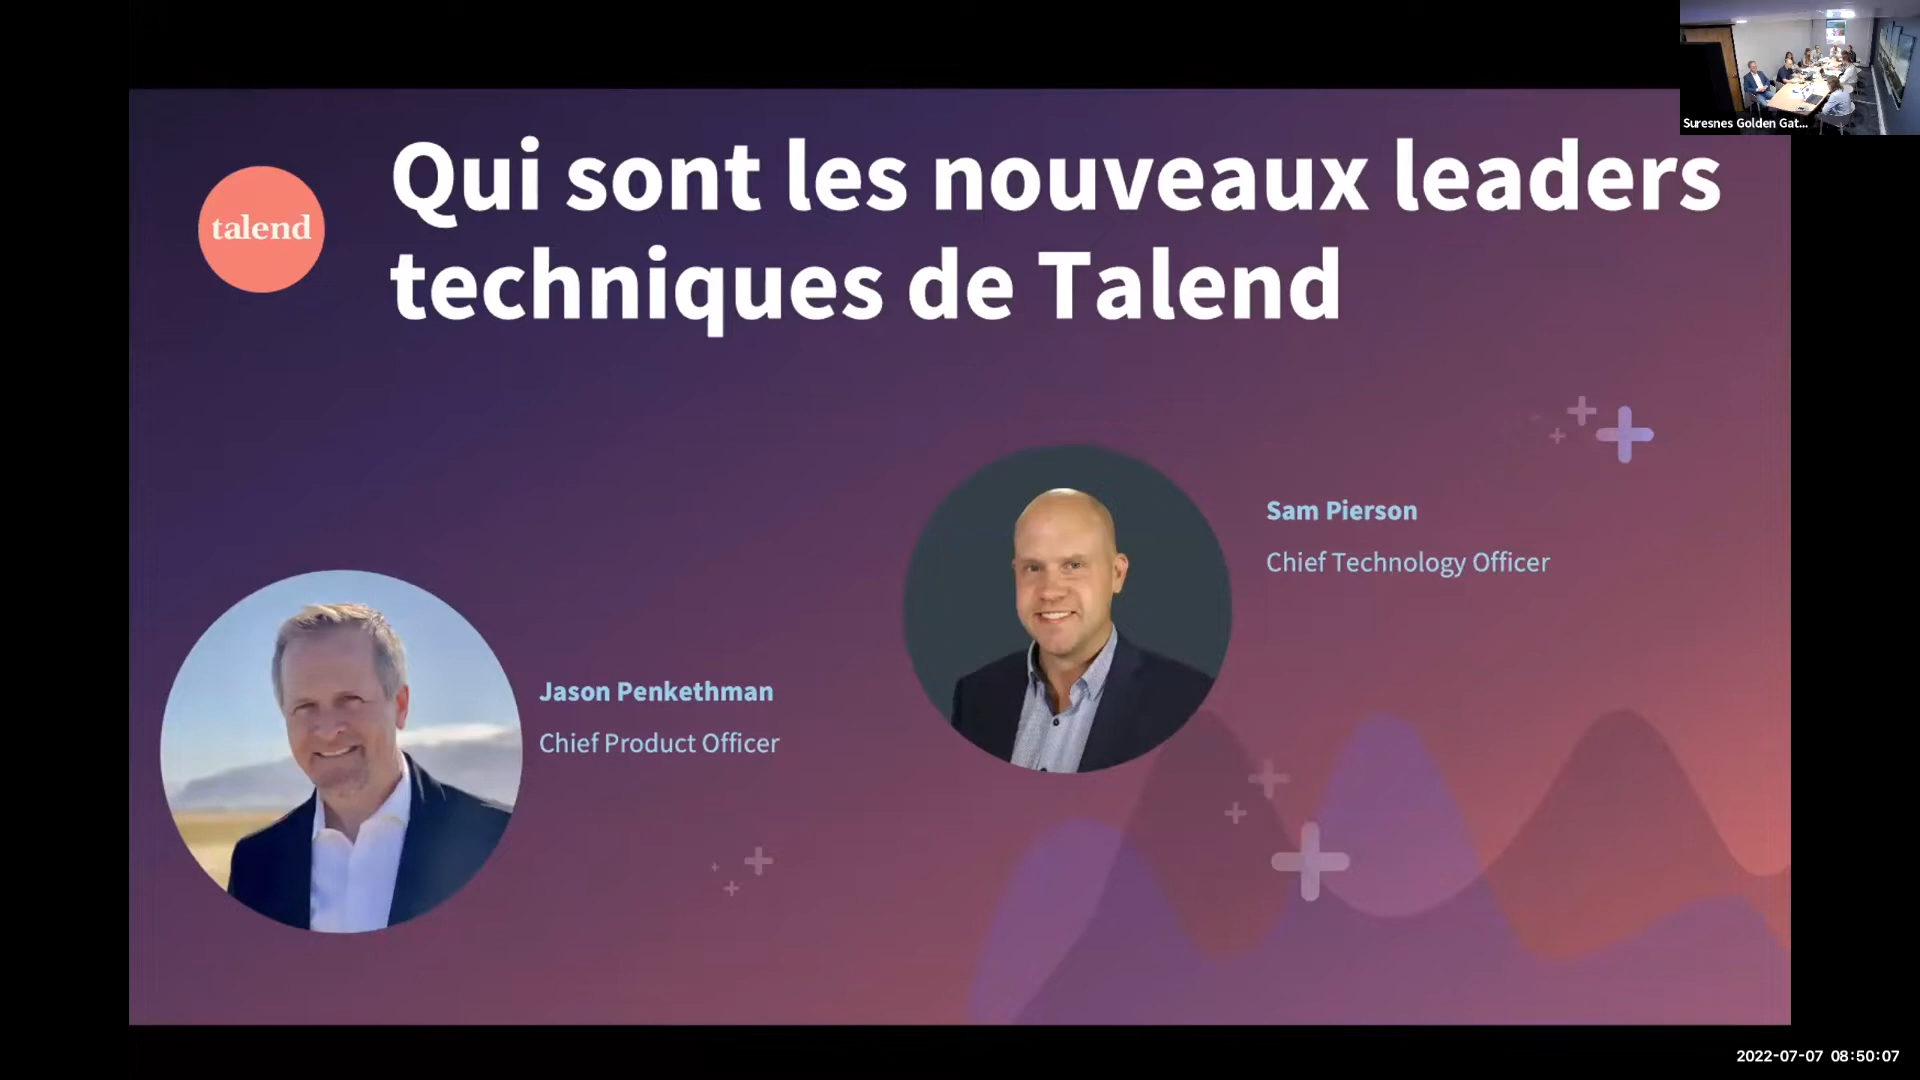 Suresnes Golden Gat...
talend
Qui sont les nouveaux leaders
techniques de Talend
Sam Pierson
Chief Technology Officer
Jason Penkethman
Chief Product Officer
2022-07-07 08:50:07